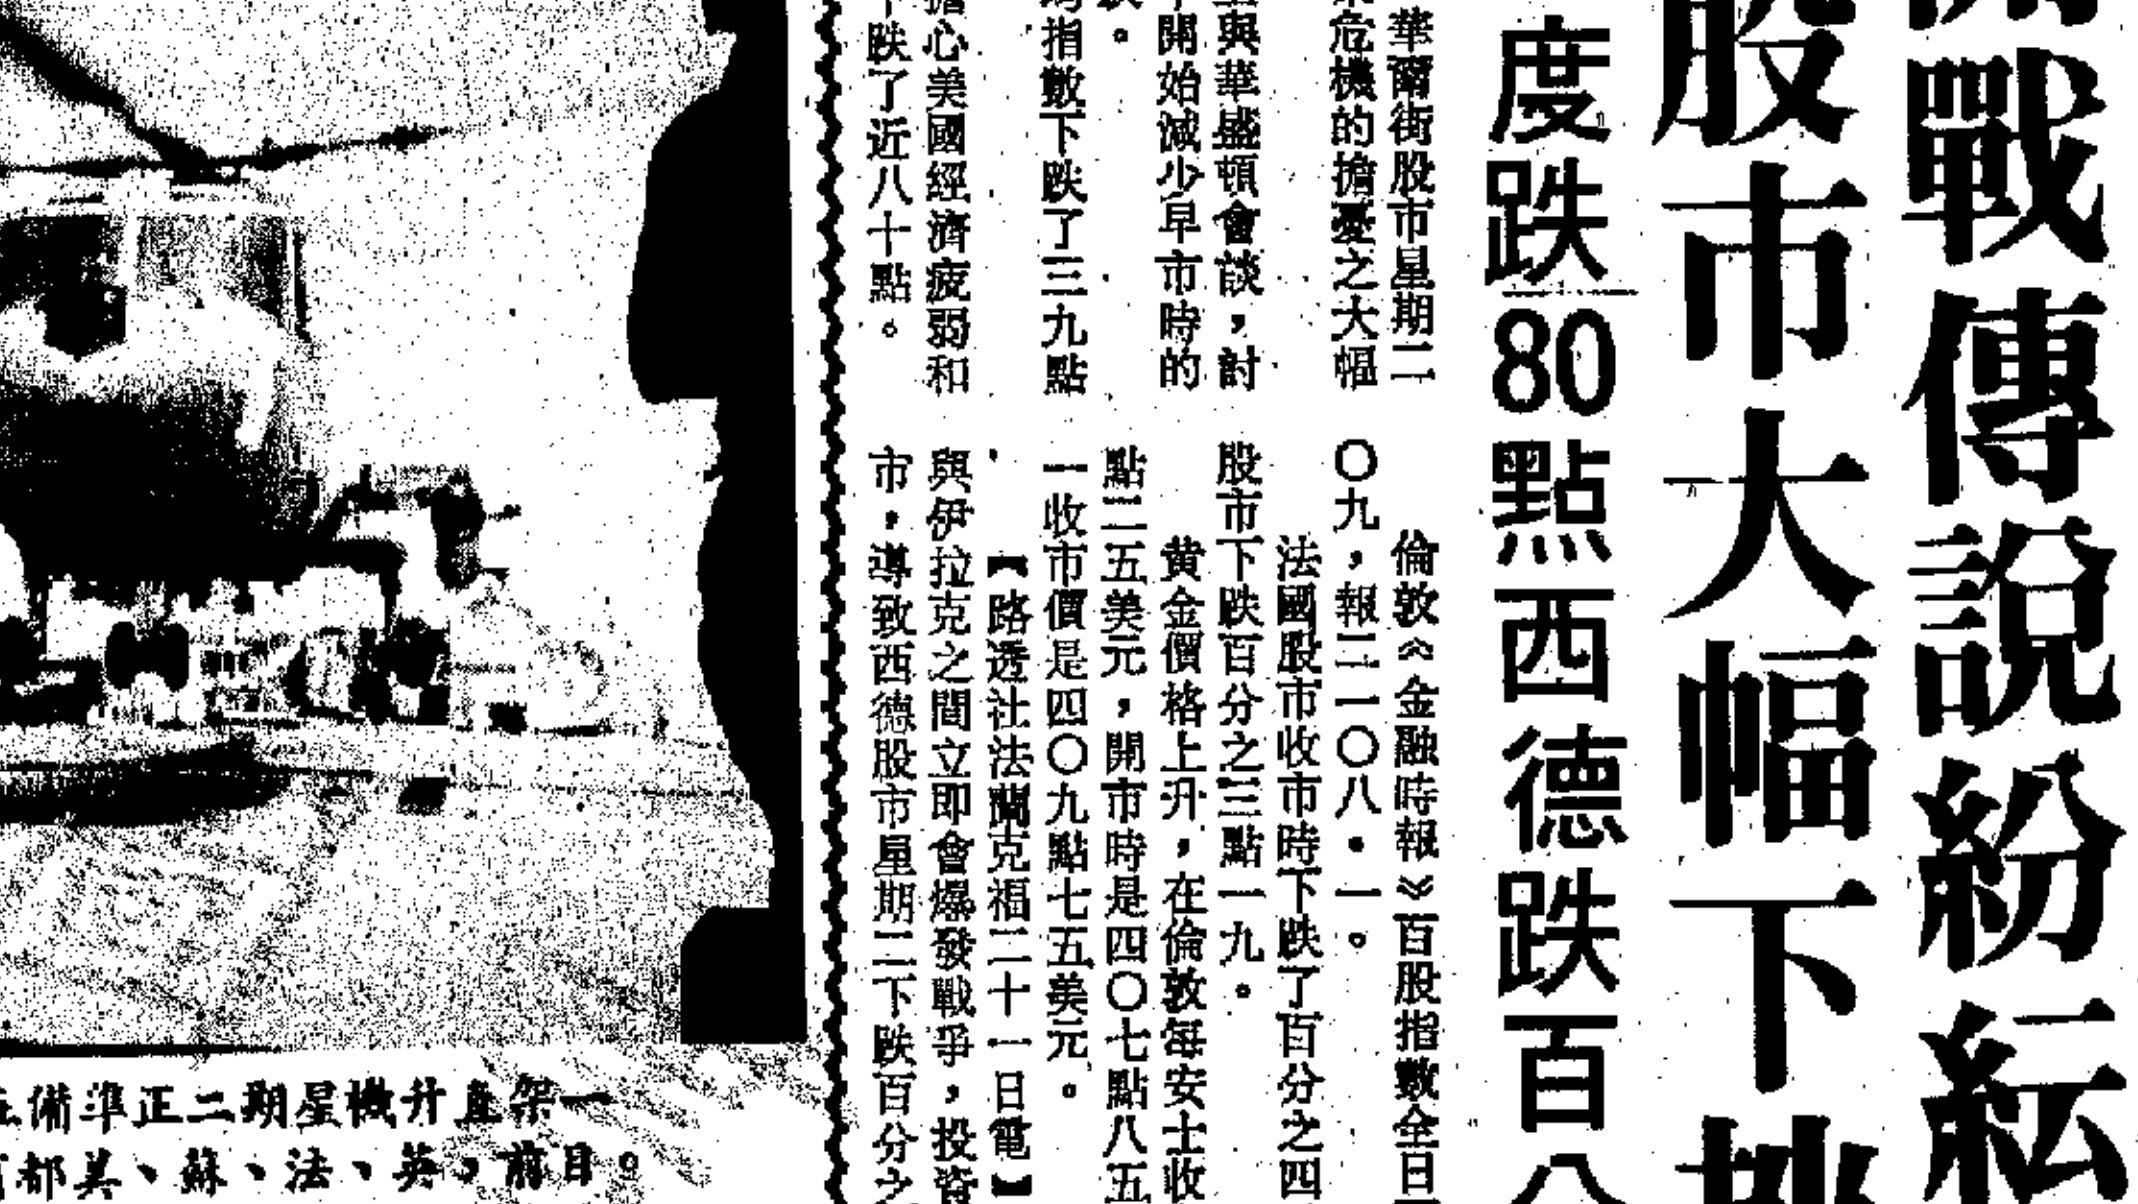 戰傳說紛紜
股市大幅下
度跌80點西德跌百
華爾街股市星期二
危機的擔憂之大幅
與華盛頓會談，討
開始減少早市時的
。
指數下跌了三九點
擔心美國經濟疲弱和
下跌了近八十點。
倫敦《金融時報》百股指數全日
〇九，報二一〇八．一。
法國股市收市時下跌了百分之四
股市下跌百分之三點一九。
黃金價格上升，在倫敦每安士收
點二五美元，開市時是四〇七點八五
一收市價是四〇九點七五美元。
【路透社法蘭克福二十一日電】
與伊拉克之間立即會爆發戰爭，投資
市，導致西德股市星期二下跌百分之
一架直升機星期二正準備
。目前，英、法、蘇、美都